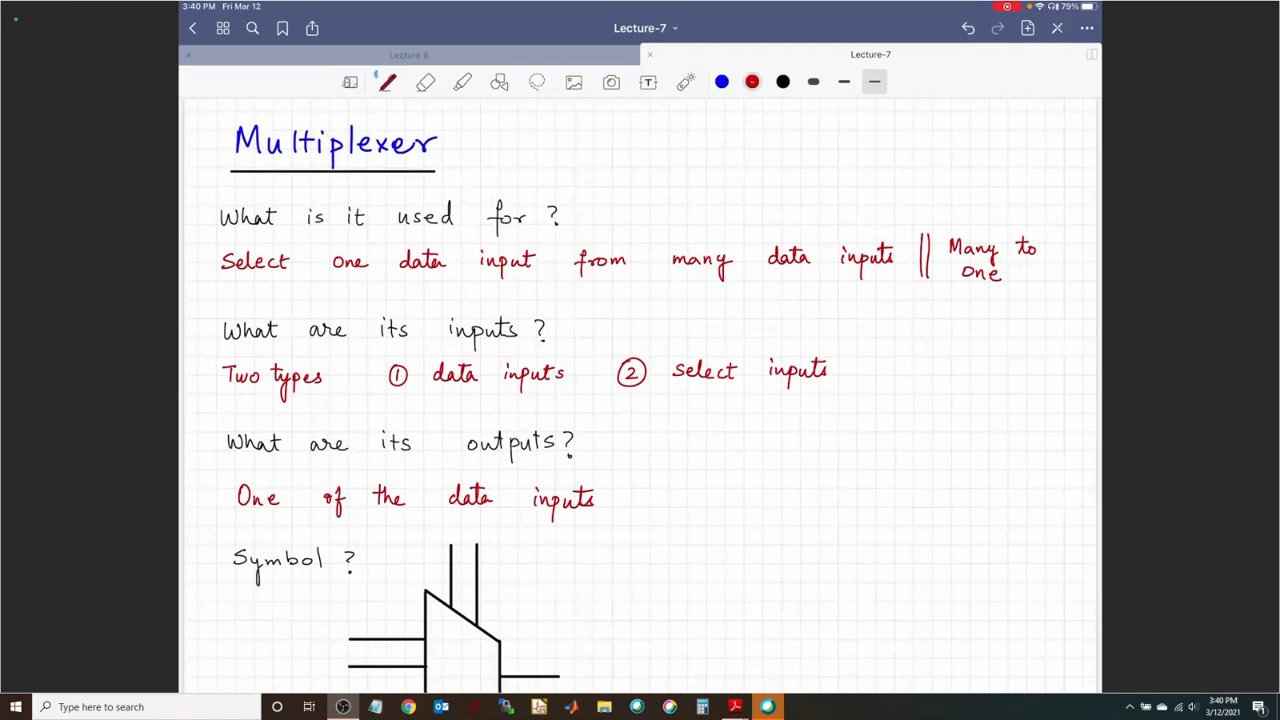 3:40 PM Fri Mar 12
79%
Lecture-7
Lecture 6
Lecture-7
T
Multiplexer
What is it used for ?
Select one data input from many data inputs || Many to
One
What are its inputs ?
Two types ① data inputs ② select inputs
What are its outputs?
One of the data inputs
Symbol ?
Type here to search
3:40 PM
3/12/2021